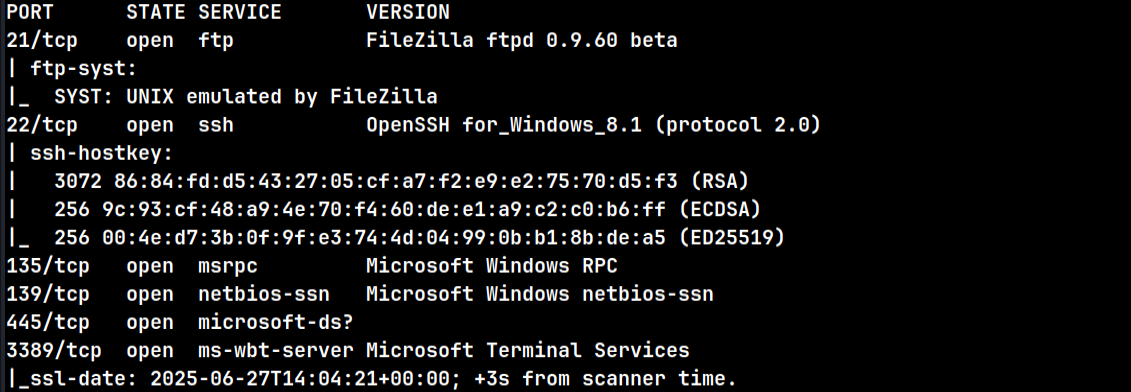 PORT     STATE SERVICE       VERSION
21/tcp   open  ftp           FileZilla ftpd 0.9.60 beta
| ftp-syst:
|_  SYST: UNIX emulated by FileZilla
22/tcp   open  ssh           OpenSSH for_Windows_8.1 (protocol 2.0)
| ssh-hostkey:
|   3072 86:84:fd:d5:43:27:05:cf:a7:f2:e9:e2:75:70:d5:f3 (RSA)
|   256 9c:93:cf:48:a9:4e:70:f4:60:de:e1:a9:c2:c0:b6:ff (ECDSA)
|_  256 00:4e:d7:3b:0f:9f:e3:74:4d:04:99:0b:b1:8b:de:a5 (ED25519)
135/tcp  open  msrpc         Microsoft Windows RPC
139/tcp  open  netbios-ssn   Microsoft Windows netbios-ssn
445/tcp  open  microsoft-ds?
3389/tcp open  ms-wbt-server Microsoft Terminal Services
|_ssl-date: 2025-06-27T14:04:21+00:00; +3s from scanner time.